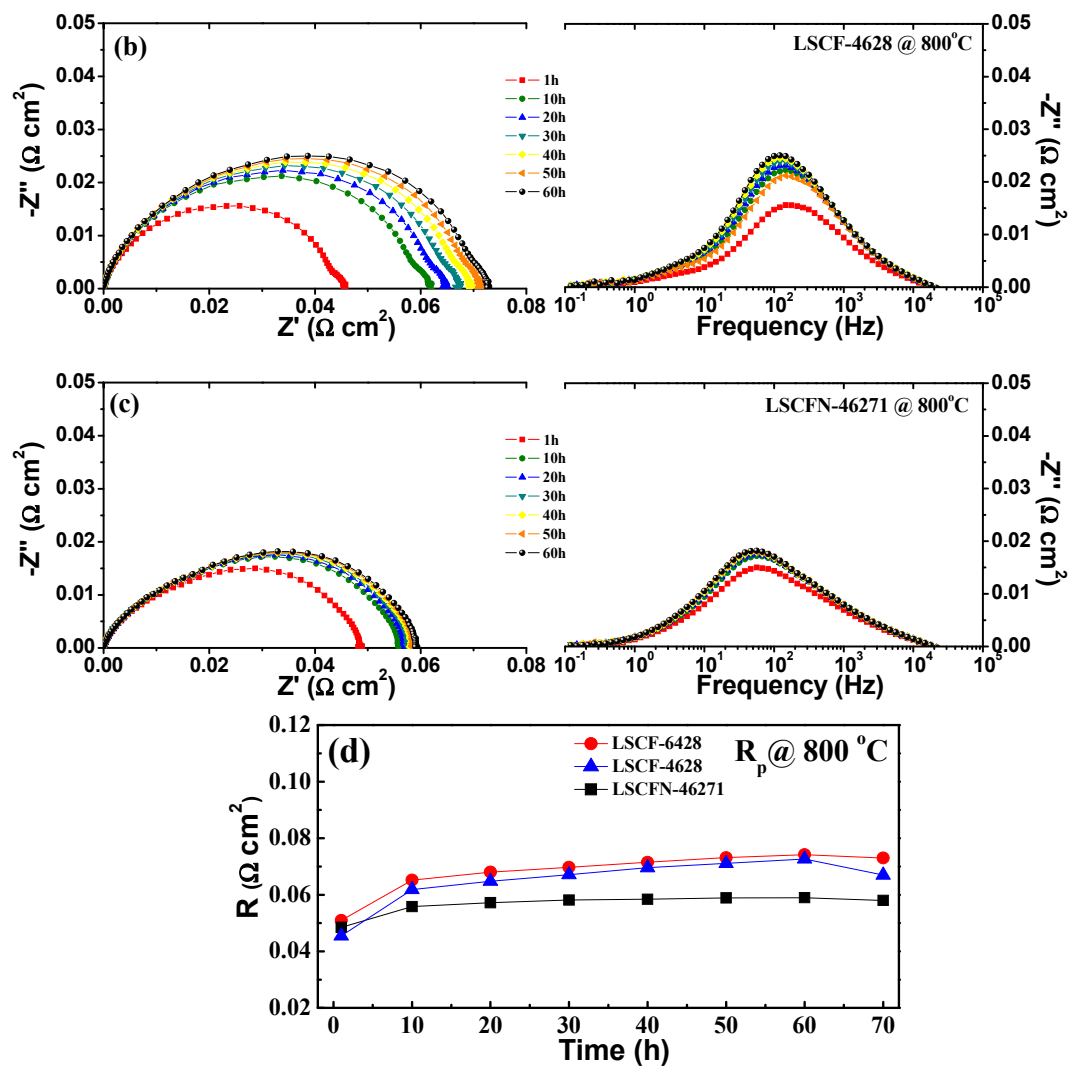 (b)
LSCF-4628 @ 800°C
0.05
0.04
0.03
0.02
0.01
0.00
-Z'' (Ω cm²)
0.00 0.02 0.04 0.06 0.08
Z' (Ω cm²)
1h
10h
20h
30h
40h
50h
60h
10⁻¹ 10⁰ 10¹ 10² 10³ 10⁴ 10⁵
Frequency (Hz)
0.05
0.04
0.03
0.02
0.01
0.00
-Z'' (Ω cm²)
(c)
LSCFN-46271 @ 800°C
0.05
0.04
0.03
0.02
0.01
0.00
-Z'' (Ω cm²)
0.00 0.02 0.04 0.06 0.08
Z' (Ω cm²)
1h
10h
20h
30h
40h
50h
60h
10⁻¹ 10⁰ 10¹ 10² 10³ 10⁴ 10⁵
Frequency (Hz)
0.05
0.04
0.03
0.02
0.01
0.00
-Z'' (Ω cm²)
(d)
LSCF-6428
LSCF-4628
LSCFN-46271
Rₚ@ 800 °C
0.12
0.10
0.08
0.06
0.04
0.02
R (Ω cm²)
0 10 20 30 40 50 60 70
Time (h)